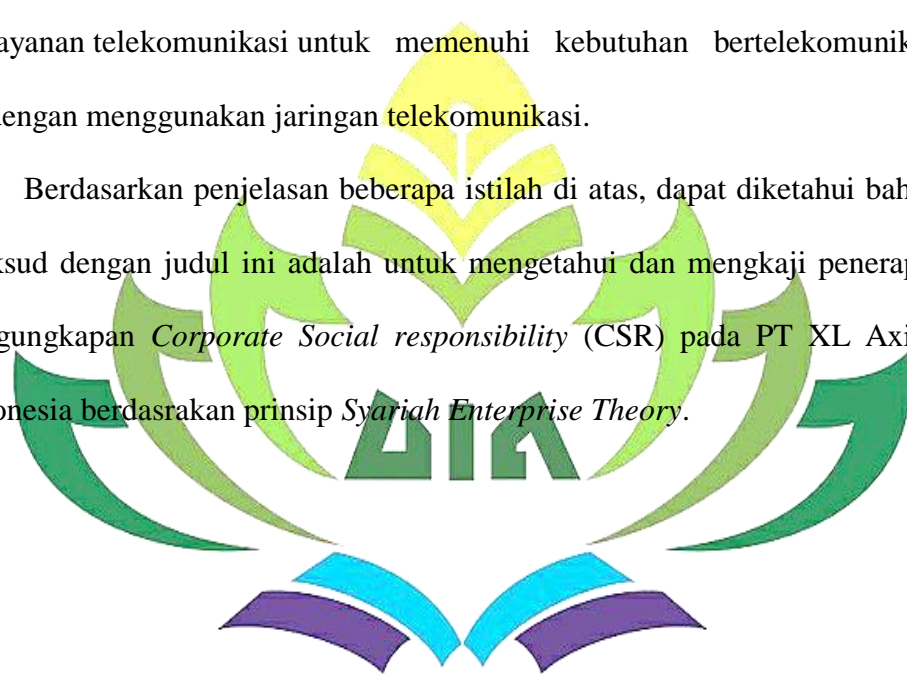 ayanan telekomunikasi untuk memenuhi kebutuhan bertelekomunik
dengan menggunakan jaringan telekomunikasi.
Berdasarkan penjelasan beberapa istilah di atas, dapat diketahui bah
ksud dengan judul ini adalah untuk mengetahui dan mengkaji penerap
gungkapan Corporate Social responsibility (CSR) pada PT XL Axi
onesia berdasrakan prinsip Syariah Enterprise Theory.